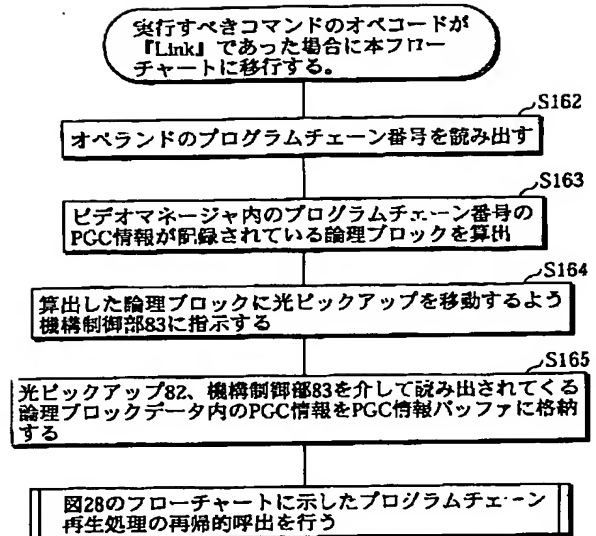 実行すべきコマンドのオペコードが
『Link』であった場合に本フロー
チャートに移行する。
S162
オペランドのプログラムチェーン番号を読み出す
S163
ビデオマネージャ内のプログラムチェーン番号の
PGC情報が記録されている論理ブロックを算出
S164
算出した論理ブロックに光ピックアップを移動するよう
機構制御部83に指示する
S165
光ピックアップ82、機構制御部83を介して読み出されてくる
論理ブロックデータ内のPGC情報をPGC情報バッファに格納
する
図28のフローチャートに示したプログラムチェーン
再生処理の再帰的呼出を行う